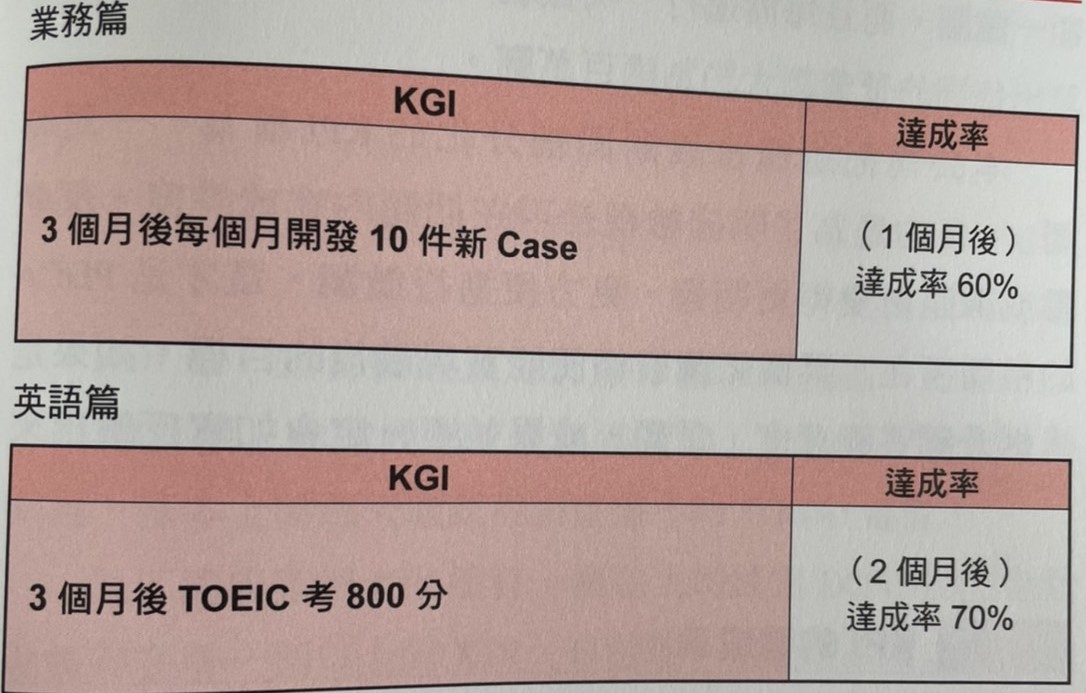 業務篇
KGI
達成率
3 個月後每個月開發 10 件新 Case
（1 個月後）
達成率 60%
英語篇
KGI
達成率
3 個月後 TOEIC 考 800 分
（2 個月後）
達成率 70%